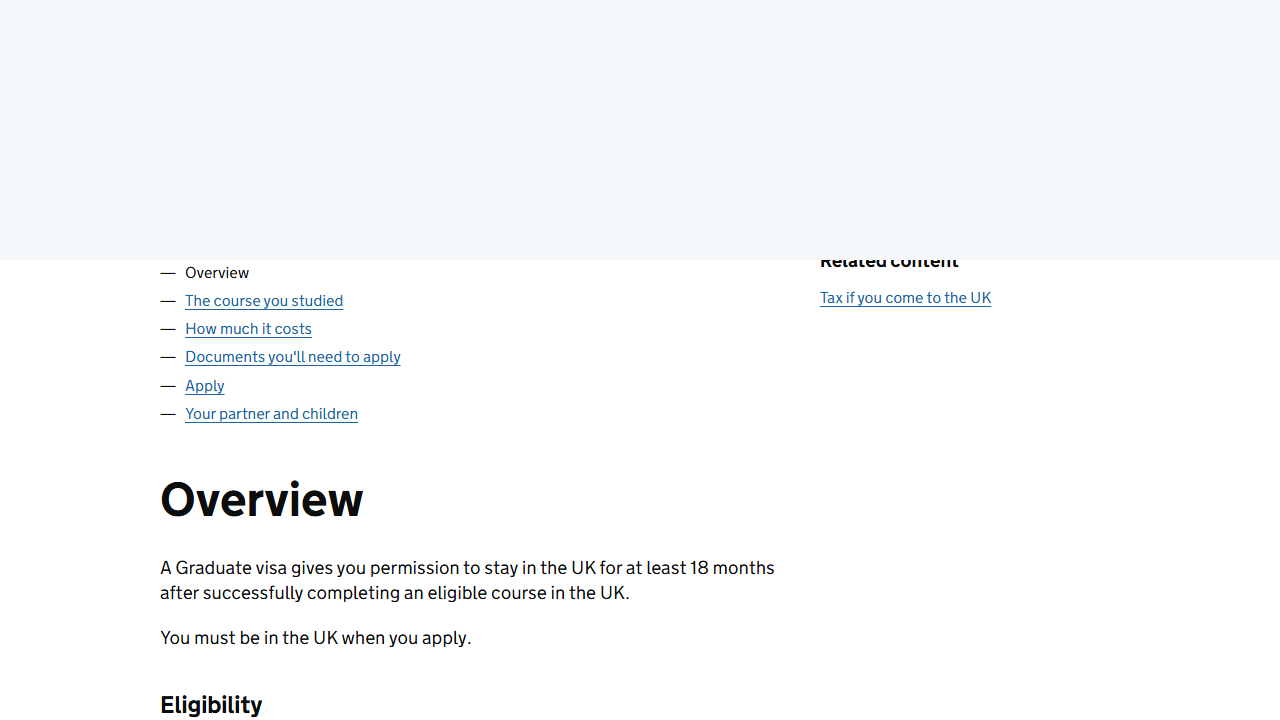 — Overview
— The course you studied
— How much it costs
— Documents you'll need to apply
— Apply
— Your partner and children
Related content
Tax if you come to the UK
Overview
A Graduate visa gives you permission to stay in the UK for at least 18 months
after successfully completing an eligible course in the UK.
You must be in the UK when you apply.
Eligibility